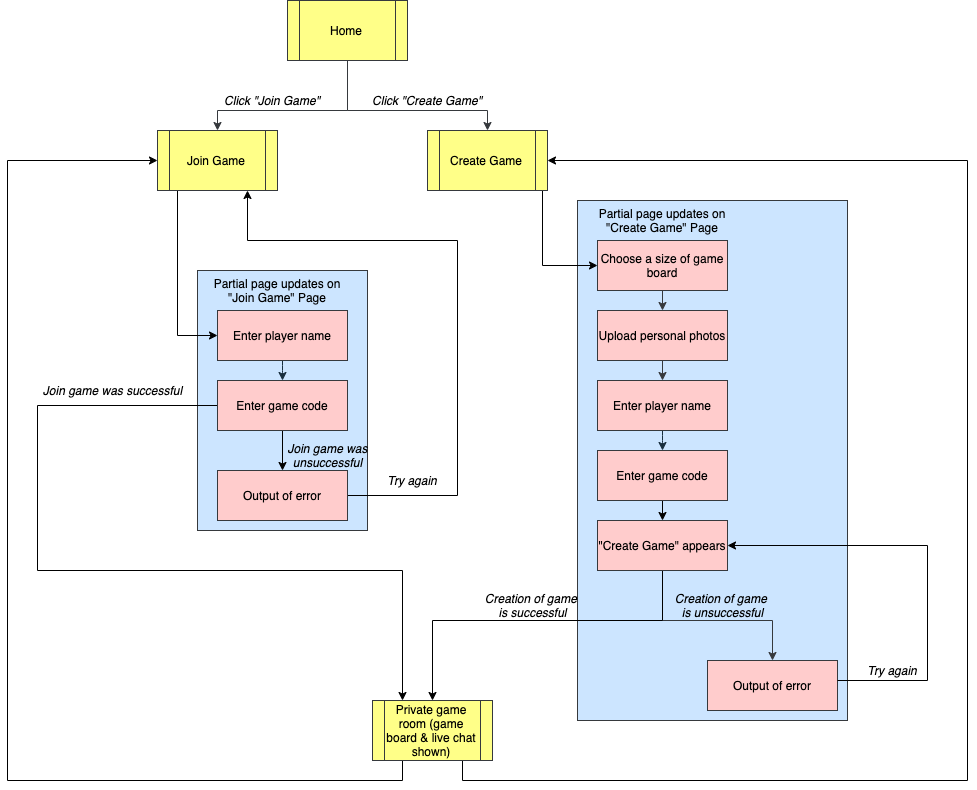 Home
Click "Join Game"
Click "Create Game"
Join Game
Create Game
Partial page updates on
"Create Game" Page
Choose a size of game
board
Upload personal photos
Enter player name
Enter game code
"Create Game" appears
Creation of game
is successful
Creation of game
is unsuccessful
Output of error
Try again
Partial page updates on
"Join Game" Page
Enter player name
Enter game code
Join game was successful
Join game was
unsuccessful
Output of error
Try again
Private game
room (game
board & live chat
shown)